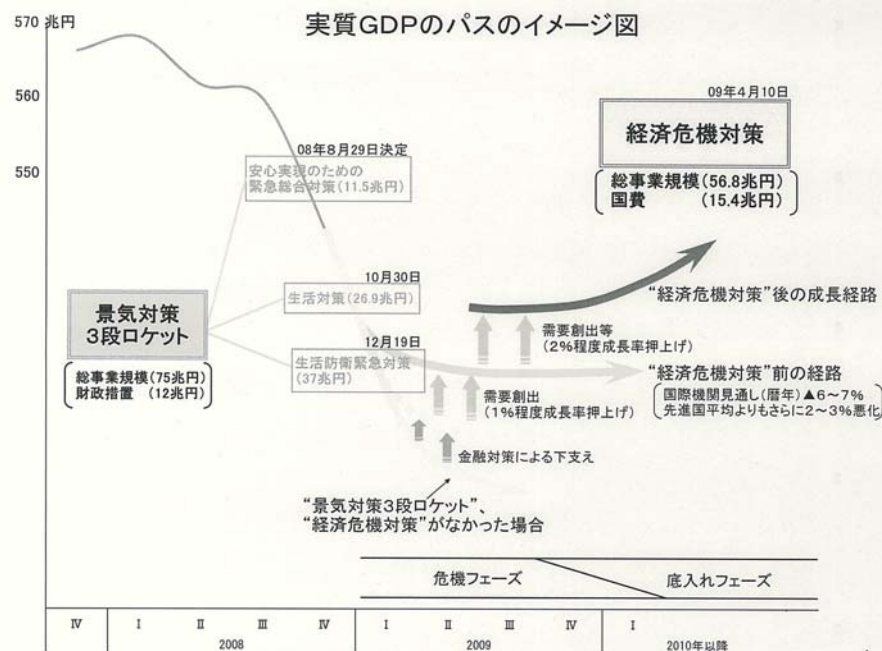 実質GDPのパスのイメージ図
570 兆円
560
550
09年4月10日
経済危機対策
総事業規模(56.8兆円)
国費 (15.4兆円)
08年8月29日決定
安心実現のための
緊急総合対策(11.5兆円)
10月30日
生活対策(26.9兆円)
12月19日
生活防衛緊急対策
(37兆円)
景気対策
3段ロケット
総事業規模(75兆円)
財政措置 (12兆円)
“経済危機対策”後の成長経路
需要創出等
(2%程度成長率押上げ)
“経済危機対策”前の経路
国際機関見通し(暦年)▲6~7%
先進国平均よりもさらに2~3%悪化
需要創出
(1%程度成長率押上げ)
金融対策による下支え
“景気対策3段ロケット”、
“経済危機対策”がなかった場合
危機フェーズ 底入れフェーズ
Ⅳ Ⅰ Ⅱ Ⅲ Ⅳ Ⅰ Ⅱ Ⅲ Ⅳ Ⅰ
2008 2009 2010年以降